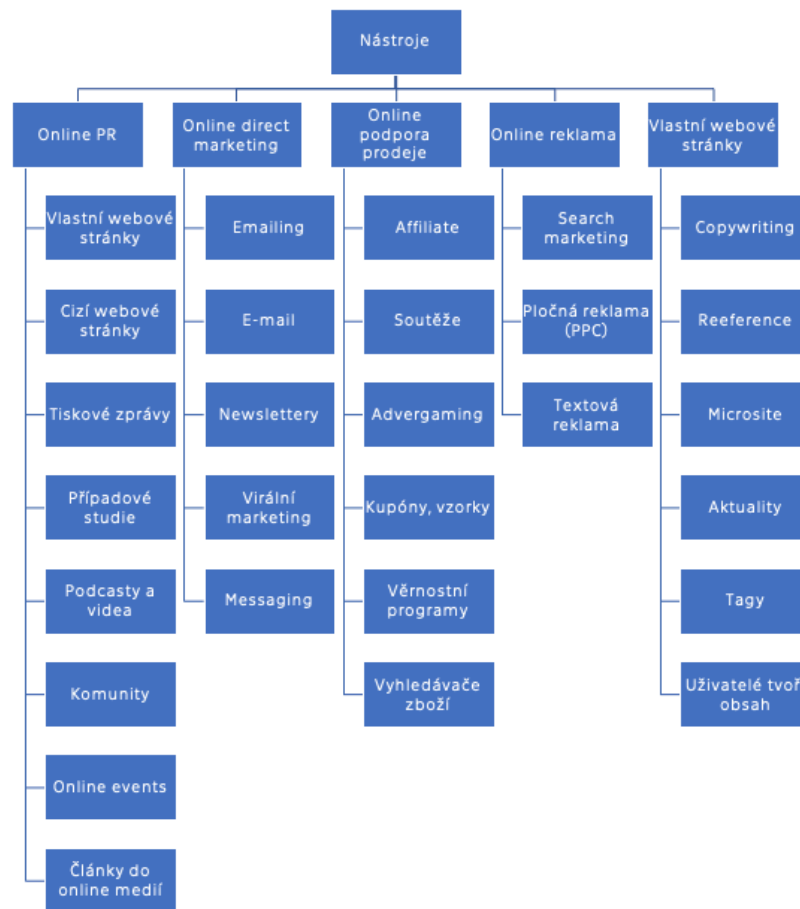 Nástroje
Online PR
Vlastní webové
stránky
Cizí webové
stránky
Tiskové zprávy
Případové
studie
Podcasty a
videa
Komunity
Online events
Články do
online medií
Online direct
marketing
Emailing
E-mail
Newslettery
Virální
marketing
Messaging
Online
podpora
prodeje
Affiliate
Soutěže
Advergaming
Kupóny, vzorky
Věrnostní
programy
Vyhledávače
zboží
Online reklama
Search
marketing
Pločná reklama
(PPC)
Textová
reklama
Vlastní webové
stránky
Copywriting
Reeference
Microsite
Aktuality
Tagy
Uživatelé tvoř
obsah